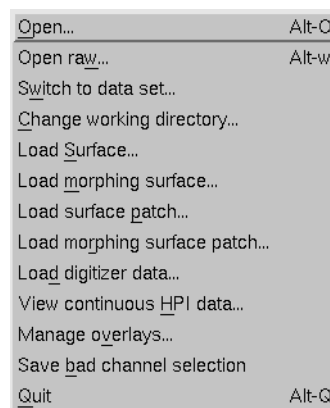 Open... Alt-O
Open raw... Alt-w
Switch to data set...
Change working directory...
Load Surface...
Load morphing surface...
Load surface patch...
Load morphing surface patch...
Load digitizer data...
View continuous HPI data...
Manage overlays...
Save bad channel selection
Quit Alt-Q